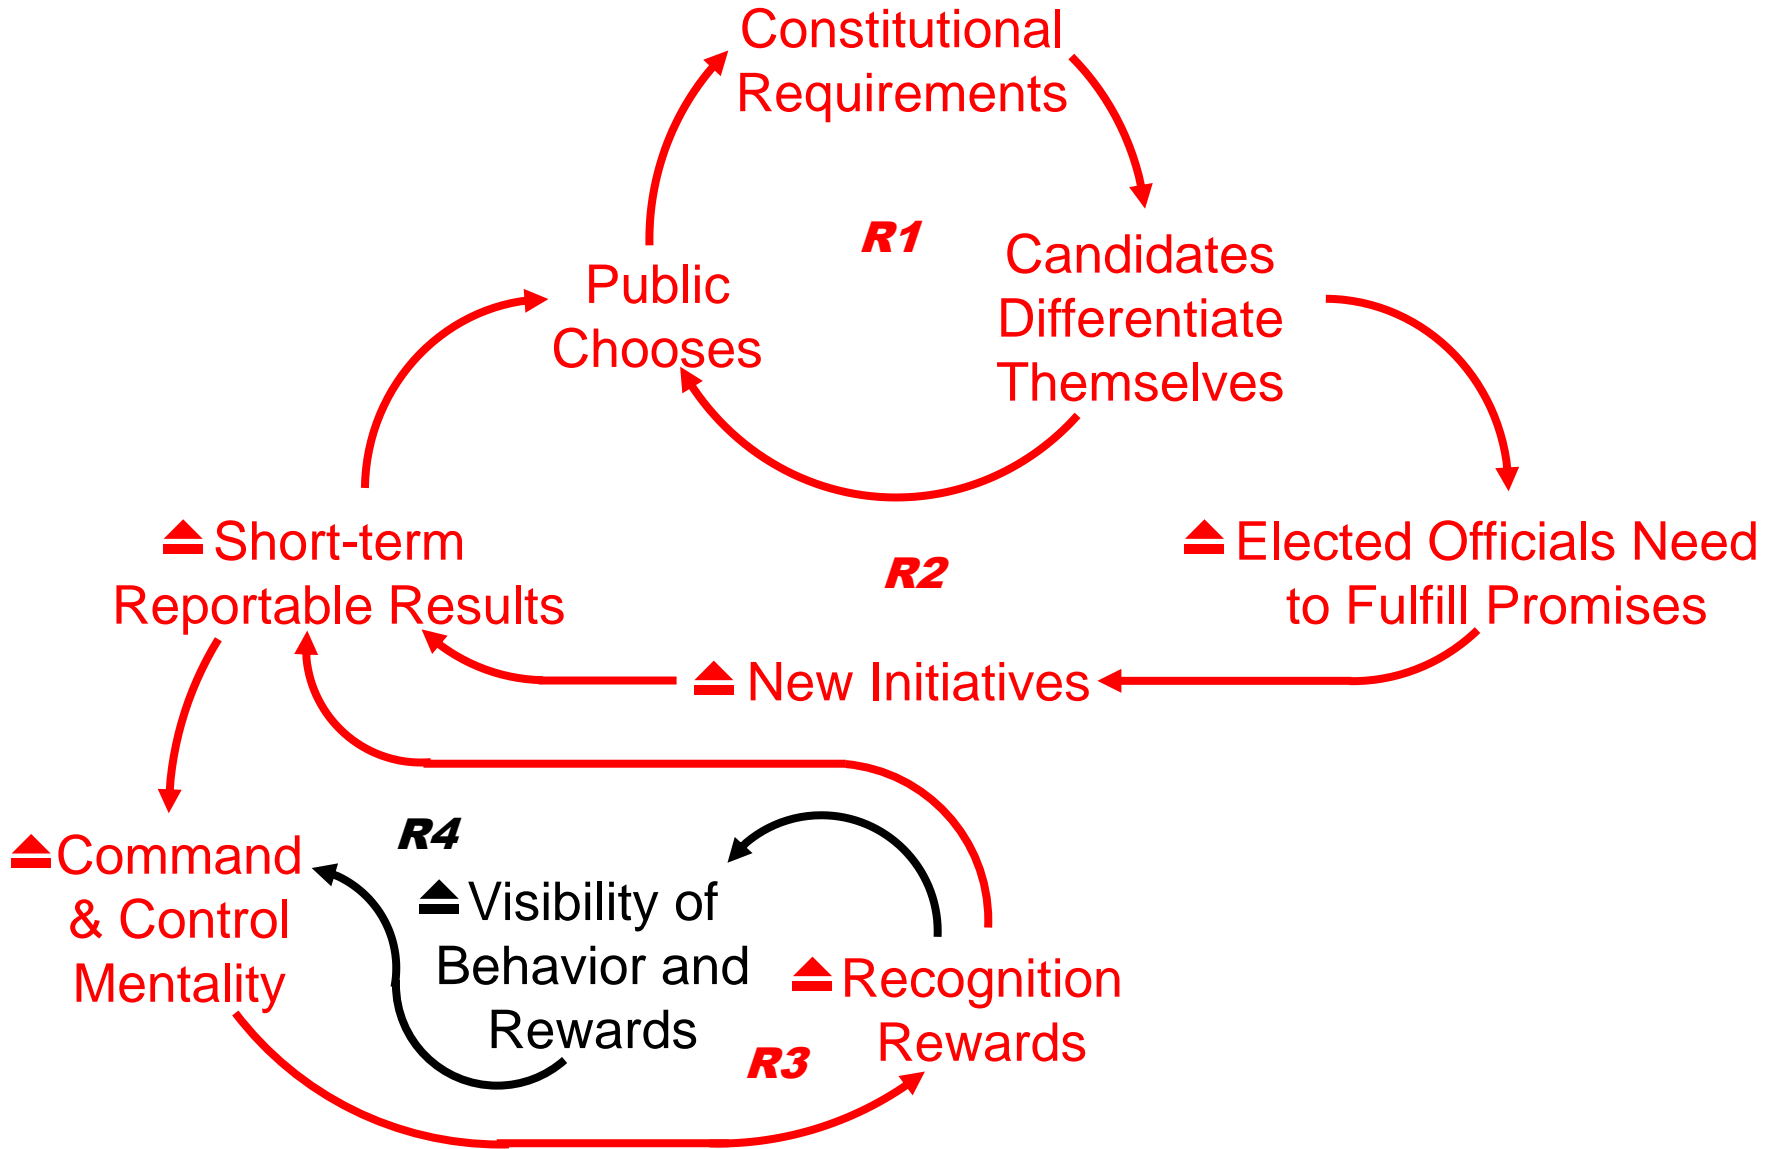 Constitutional
Requirements
R1
Candidates
Differentiate
Themselves
Public
Chooses
Short-term
Reportable Results
R2
Elected Officials Need
to Fulfill Promises
New Initiatives
Command
& Control
Mentality
R4
Visibility of
Behavior and
Rewards
R3
Recognition
Rewards